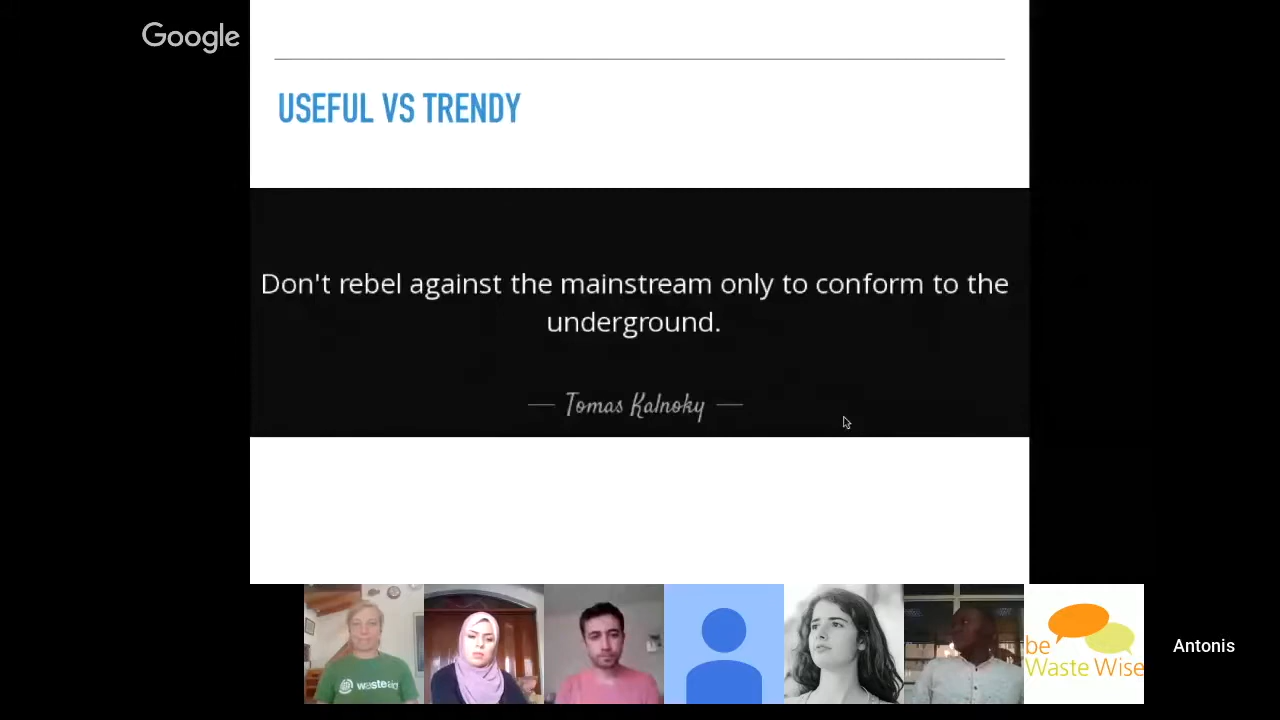 Google
USEFUL VS TRENDY
Don't rebel against the mainstream only to conform to the
underground.
Tomas Kalnoky
be
Waste Wise
Antonis